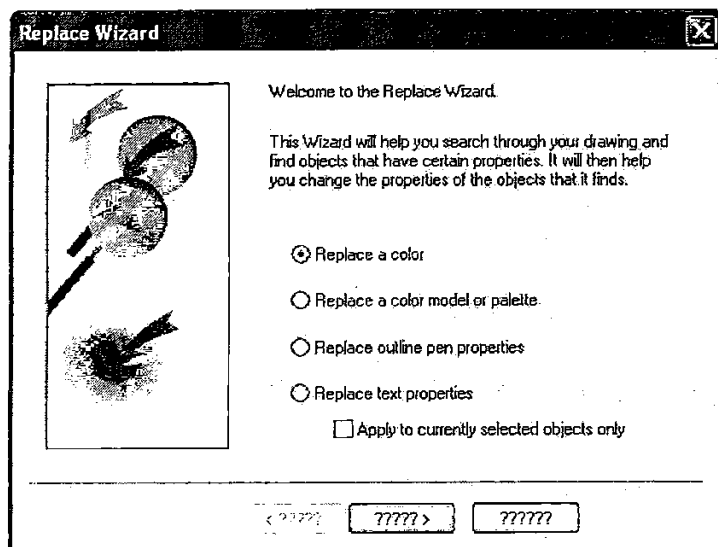 Replace Wizard
Welcome to the Replace Wizard.
This Wizard will help you search through your drawing and
find objects that have certain properties. It will then help
you change the properties of the objects that it finds.
Replace a color
Replace a color model or palette
Replace outline pen properties
Replace text properties
Apply to currently selected objects only
< ????? ????? > ??????